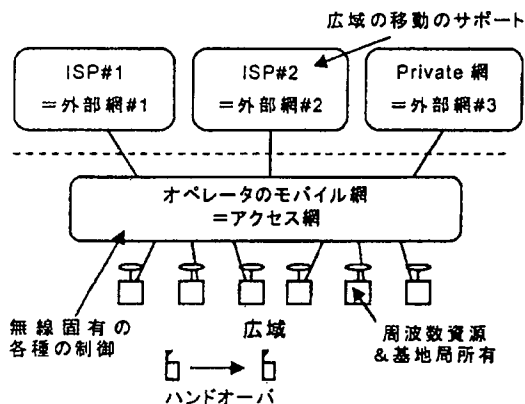 広域の移動のサポート
ISP#1
=外部網#1
ISP#2
=外部網#2
Private 網
=外部網#3
オペレータのモバイル網
=アクセス網
無線固有の
各種の制御
広域
周波数資源
&基地局所有
ハンドオーバ